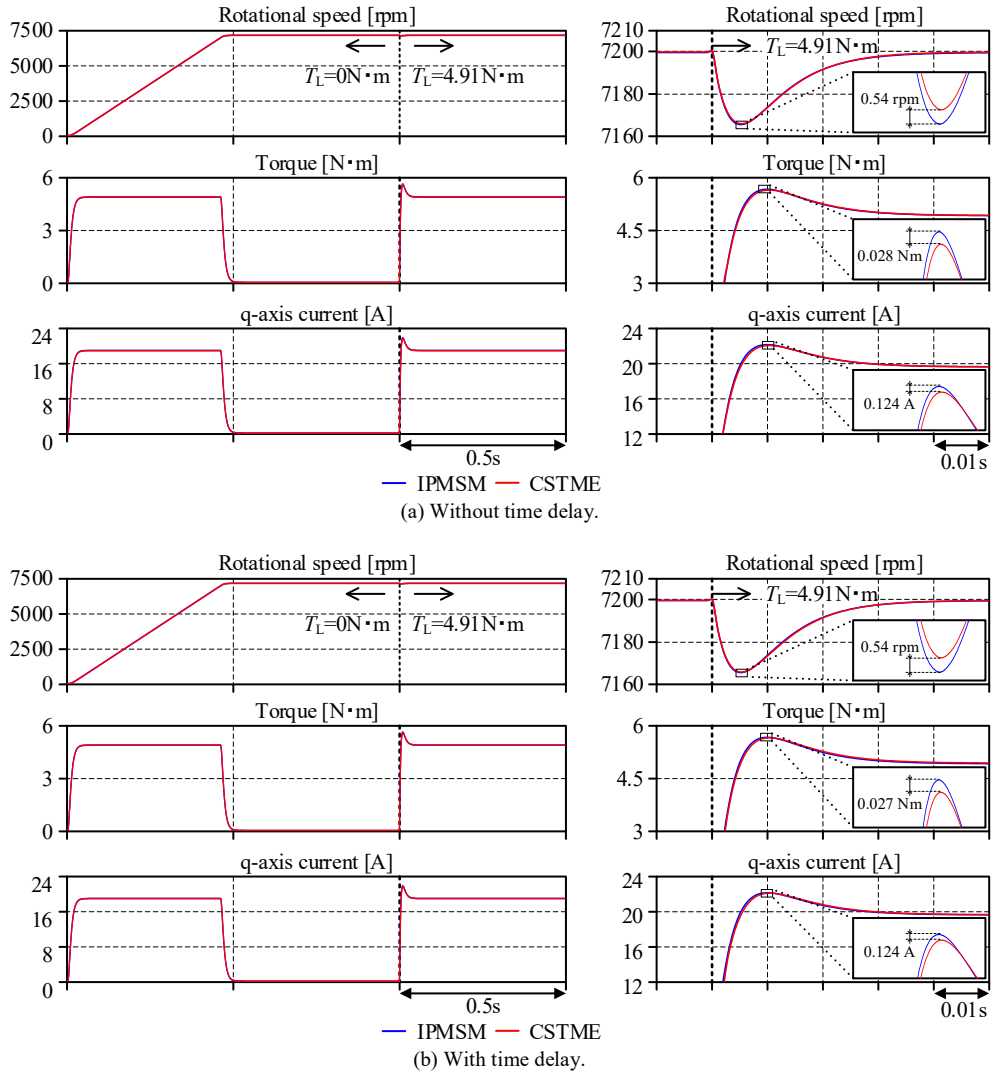 Rotational speed [rpm]
7500
5000
2500
0
T_L=0N・m
T_L=4.91N・m
Torque [N・m]
6
3
0
q-axis current [A]
24
16
8
0
0.5s
Rotational speed [rpm]
7210
7200
7180
7160
T_L=4.91N・m
0.54 rpm
Torque [N・m]
6
4.5
3
0.028 Nm
q-axis current [A]
24
20
16
12
0.124 A
0.01s
IPMSM CSTME
(a) Without time delay.
Rotational speed [rpm]
7500
5000
2500
0
T_L=0N・m
T_L=4.91N・m
Torque [N・m]
6
3
0
q-axis current [A]
24
16
8
0
0.5s
Rotational speed [rpm]
7210
7200
7180
7160
T_L=4.91N・m
0.54 rpm
Torque [N・m]
6
4.5
3
0.027 Nm
q-axis current [A]
24
20
16
12
0.124 A
0.01s
IPMSM CSTME
(b) With time delay.